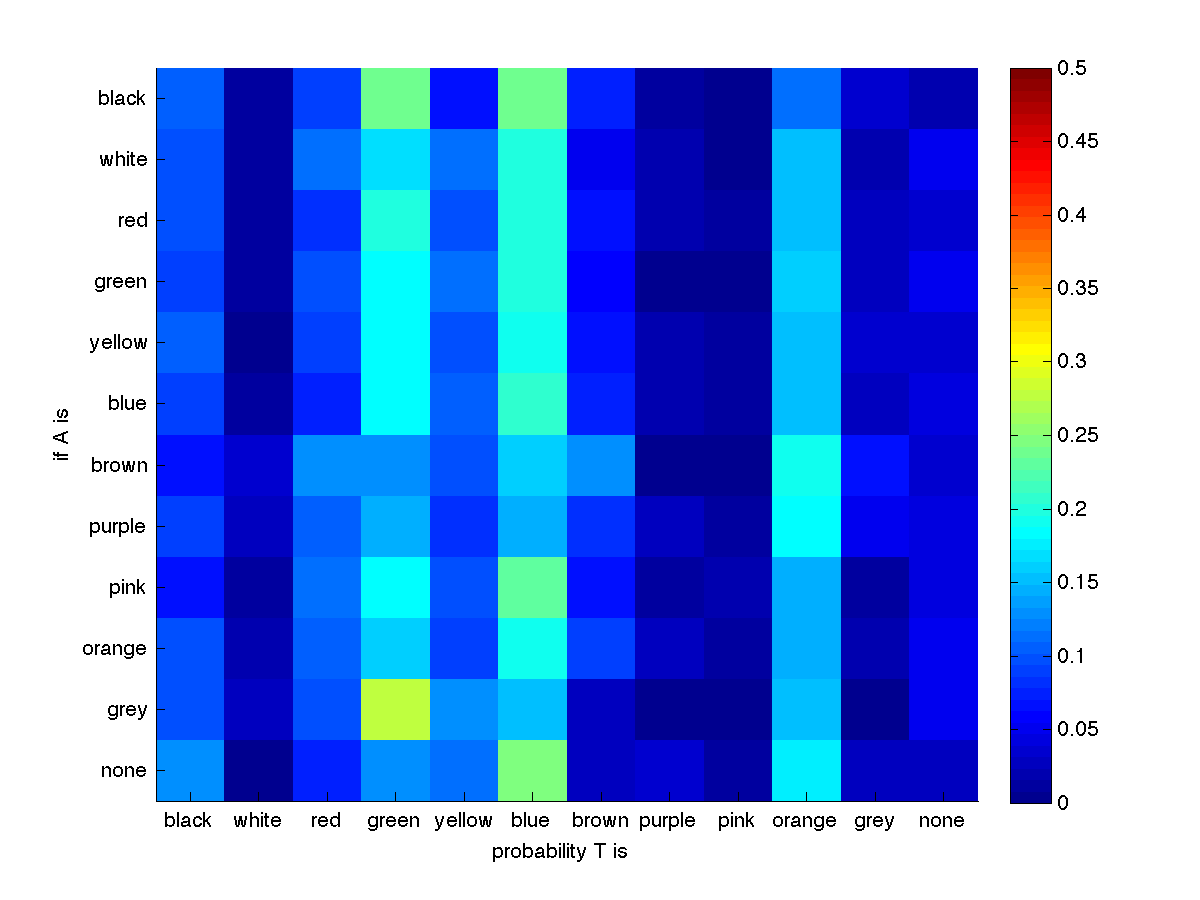 if A is
black
white
red
green
yellow
blue
brown
purple
pink
orange
grey
none
black white red green yellow blue brown purple pink orange grey none
probability T is
0.5
0.45
0.4
0.35
0.3
0.25
0.2
0.15
0.1
0.05
0